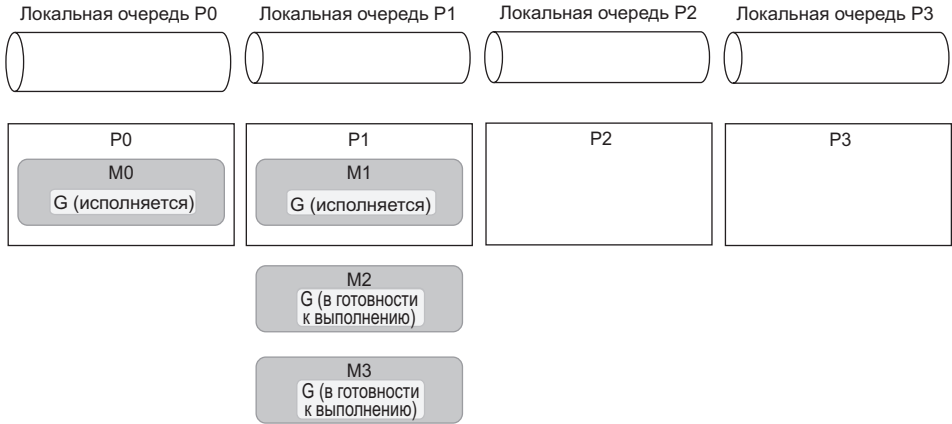 Локальная очередь P0
Локальная очередь P1
Локальная очередь P2
Локальная очередь P3
P0
P1
P2
P3
M0
G (исполняется)
M1
G (исполняется)
M2
G (в готовности
к выполнению)
M3
G (в готовности
к выполнению)